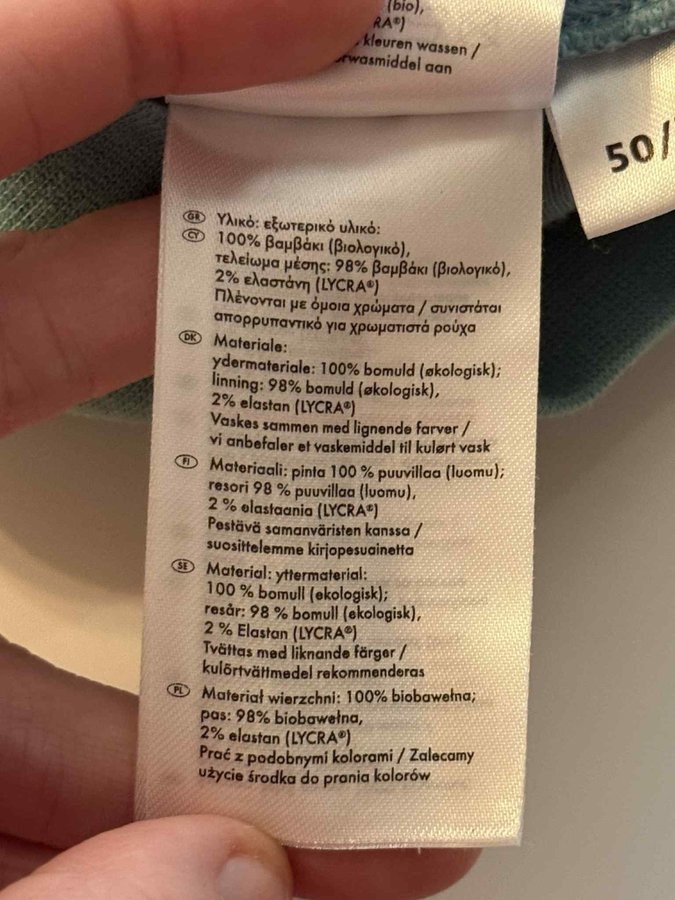 (bio),
RA®)
kleuren wassen /
wasmiddel aan
50/
GR Υλικό: εξωτερικό υλικό:
CY 100% βαμβάκι (βιολογικό),
τελείωμα μέσης: 98% βαμβάκι (βιολογικό),
2% ελαστάνη (LYCRA®)
Πλένονται με όμοια χρώματα / συνιστάται
απορρυπαντικό για χρωματιστά ρούχα
DK Materiale:
ydermateriale: 100% bomuld (økologisk);
linning: 98% bomuld (økologisk),
2% elastan (LYCRA®)
Vaskes sammen med lignende farver /
vi anbefaler et vaskemiddel til kulørt vask
FI Materiaali: pinta 100 % puuvillaa (luomu);
resori 98 % puuvillaa (luomu),
2 % elastaania (LYCRA®)
Pestävä samanväristen kanssa /
suosittelemme kirjopesuainetta
SE Material: yttermaterial:
100 % bomull (ekologisk);
resår: 98 % bomull (ekologisk),
2 % Elastan (LYCRA®)
Tvättas med liknande färger /
kulörtvättmedel rekommenderas
PL Materiał wierzchni: 100% biobawełna;
pas: 98% biobawełna,
2% elastan (LYCRA®)
Prać z podobnymi kolorami / Zalecamy
użycie środka do prania kolorów